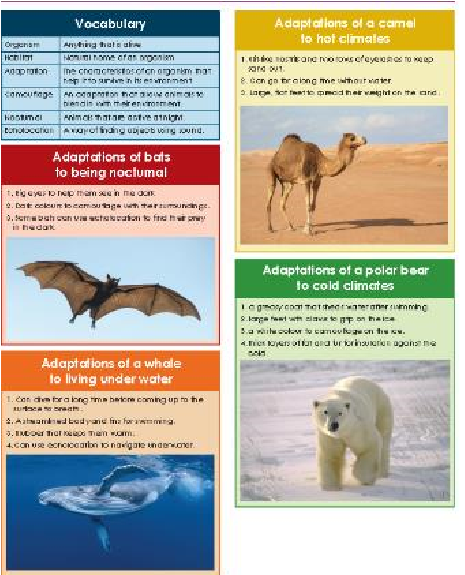 Vocabulary
Organism Anything that is alive
Habitat Natural home of an organism
Adaptation The characteristics of an organism that
help it to survive in its environment
Camouflage An adaptation that allows animals to
blend in with their environment
Nocturnal Animals that are active at night
Echolocation A way of finding objects using sound.
Adaptations of bats
to being nocturnal
1. Big eyes to help them see in the dark
2. Dark colours to camouflage with their surroundings.
3. Some bats can use echolocation to find their prey
in the dark.
Adaptations of a whale
to living under water
1. Can dive for a long time before coming up to the
surface to breath.
2. A streamlined body and fins for swimming.
3. Blubber that keeps them warm.
4. Can use echolocation to navigate underwater.
Adaptations of a camel
to hot climates
nostrils and two rows of eyelashes to keep
sand out.
2. Can go for a long time without water.
3. Large, flat feet to spread their weight on the sand.
Adaptations of a polar bear
to cold climates
1. a greasy coat that sheds water after swimming.
2. large feet with claws to grip on the ice.
3. a white colour to camouflage on the ice.
4. thick layers of fat and fur for insulation against the
cold.